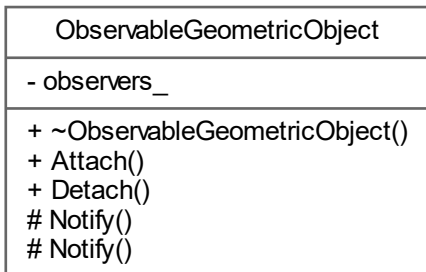 ObservableGeometricObject
- observers_
+ ~ObservableGeometricObject()
+ Attach()
+ Detach()
# Notify()
# Notify()